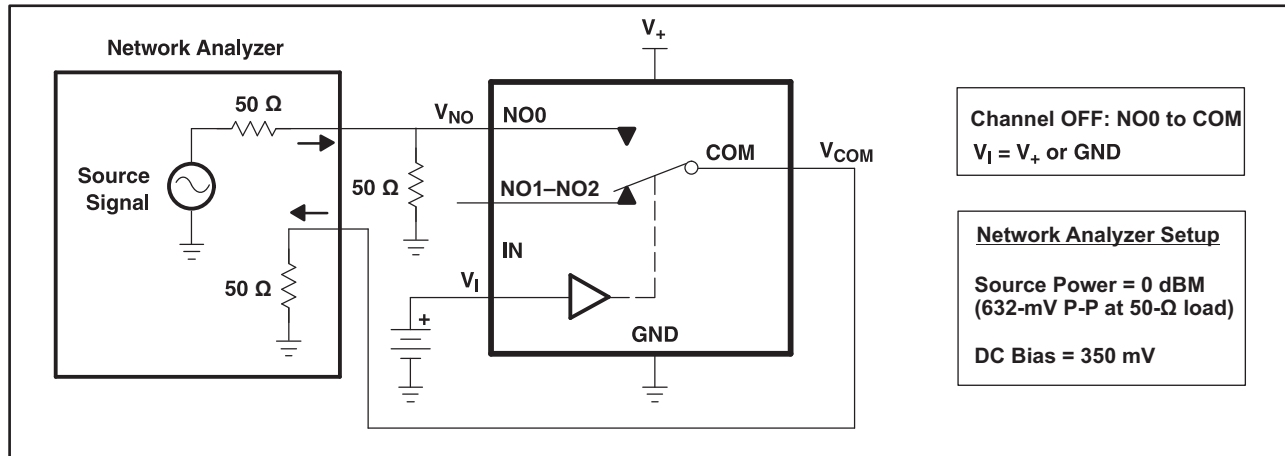 Network Analyzer
50 Ω
Source
Signal
50 Ω
50 Ω
V+
VNO
NO0
COM
VCOM
NO1–NO2
IN
VI
+
GND
Channel OFF: NO0 to COM
VI = V+ or GND
Network Analyzer Setup
Source Power = 0 dBM
(632-mV P-P at 50-Ω load)
DC Bias = 350 mV